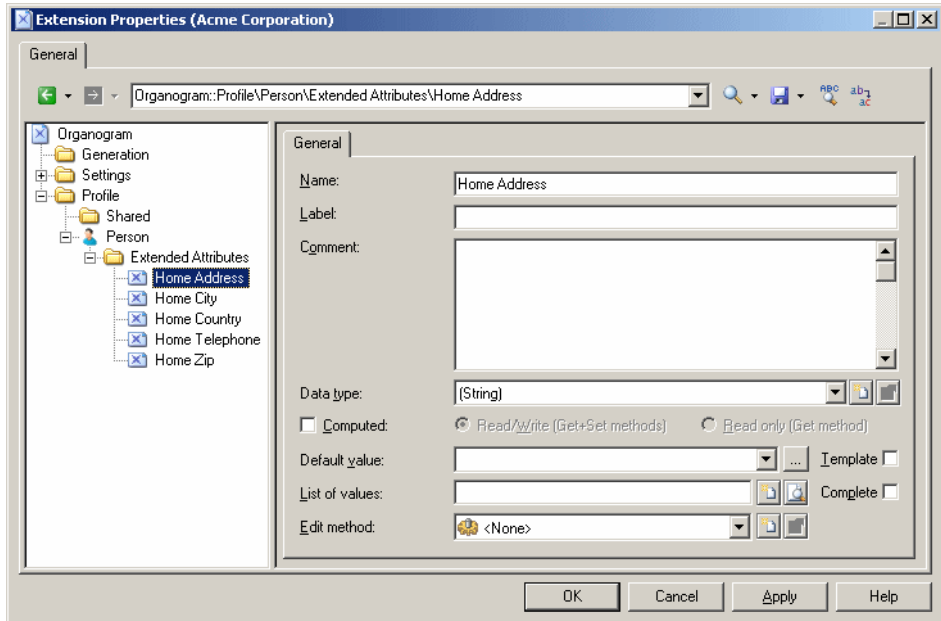 Extension Properties (Acme Corporation)
General
Organogram::Profile\Person\Extended Attributes\Home Address
ABC
ab
ac
Organogram
Generation
Settings
Profile
Shared
Person
Extended Attributes
Home Address
Home City
Home Country
Home Telephone
Home Zip
General
Name: Home Address
Label:
Comment:
Data type: (String)
Computed: Read/Write (Get+Set methods) Read only (Get method)
Default value: ... Template
List of values: Complete
Edit method: <None>
OK Cancel Apply Help